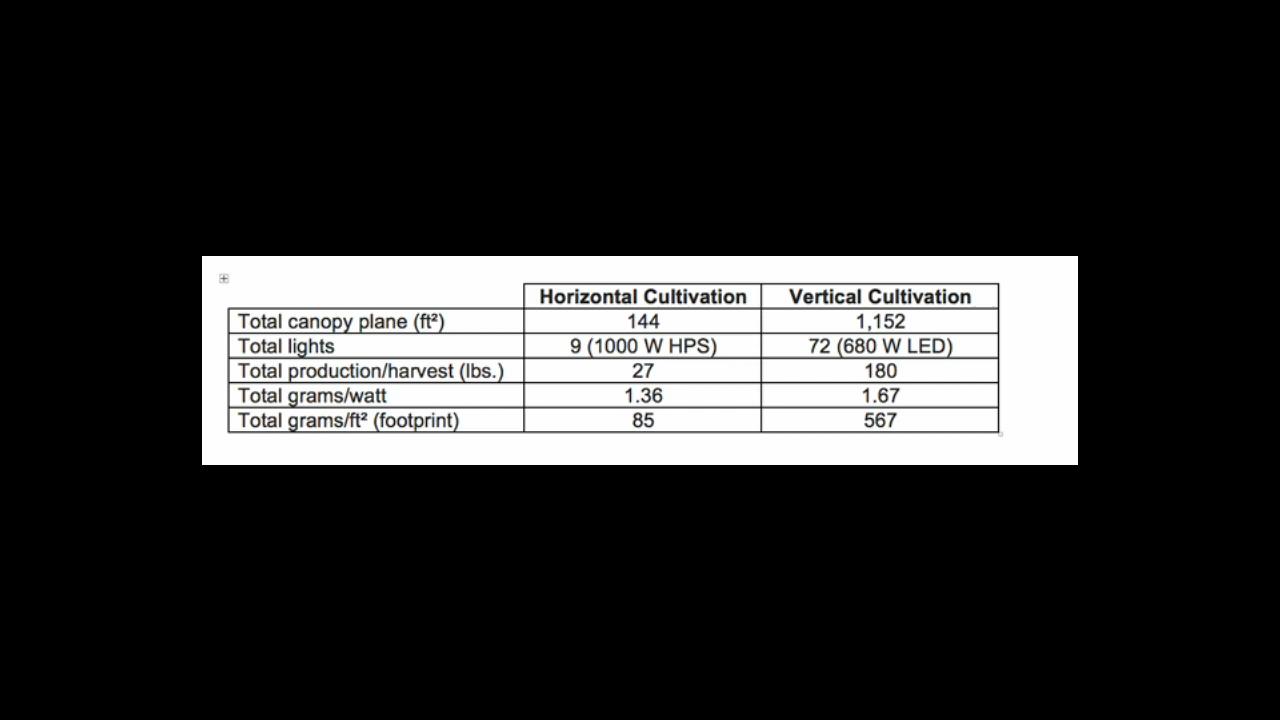 Horizontal Cultivation Vertical Cultivation
Total canopy plane (ft²) 144 1,152
Total lights 9 (1000 W HPS) 72 (680 W LED)
Total production/harvest (lbs.) 27 180
Total grams/watt 1.36 1.67
Total grams/ft² (footprint) 85 567